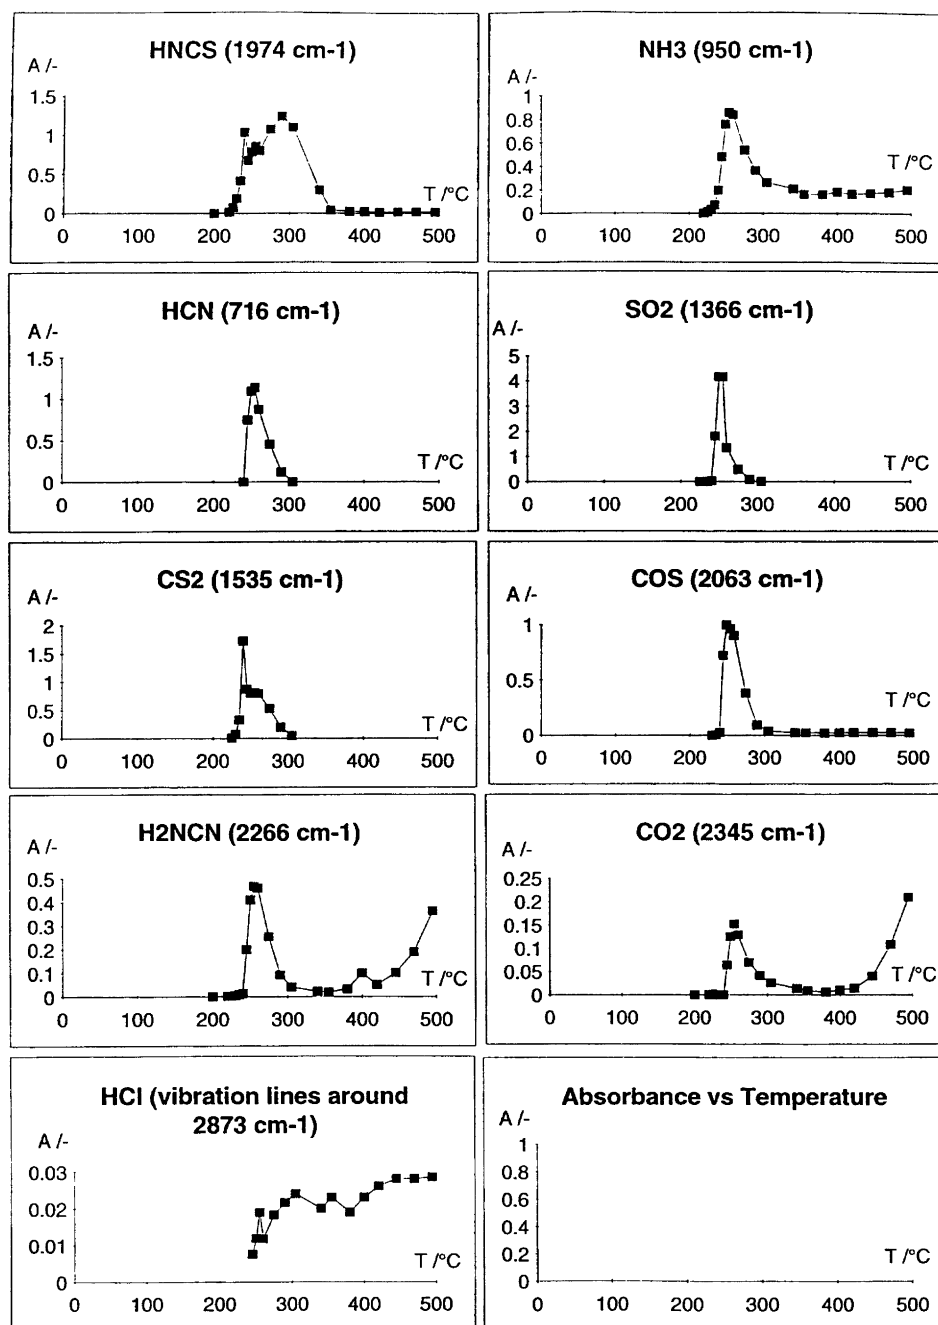 HNCS (1974 cm-1)
A /-
1.5
1
0.5
0
T /°C
0 100 200 300 400 500
NH3 (950 cm-1)
A /-
1
0.8
0.6
0.4
0.2
0
T /°C
0 100 200 300 400 500
HCN (716 cm-1)
A /-
1.5
1
0.5
0
T /°C
0 100 200 300 400 500
SO2 (1366 cm-1)
A /-
5
4
3
2
1
0
T /°C
0 100 200 300 400 500
CS2 (1535 cm-1)
A /-
2
1.5
1
0.5
0
T /°C
0 100 200 300 400 500
COS (2063 cm-1)
A /-
1
0.5
0
T /°C
0 100 200 300 400 500
H2NCN (2266 cm-1)
A /-
0.5
0.4
0.3
0.2
0.1
0
T /°C
0 100 200 300 400 500
CO2 (2345 cm-1)
A /-
0.25
0.2
0.15
0.1
0.05
0
T /°C
0 100 200 300 400 500
HCl (vibration lines around
2873 cm-1)
A /-
0.03
0.02
0.01
0
T /°C
0 100 200 300 400 500
Absorbance vs Temperature
A /-
1
0.8
0.6
0.4
0.2
0
T /°C
0 100 200 300 400 500